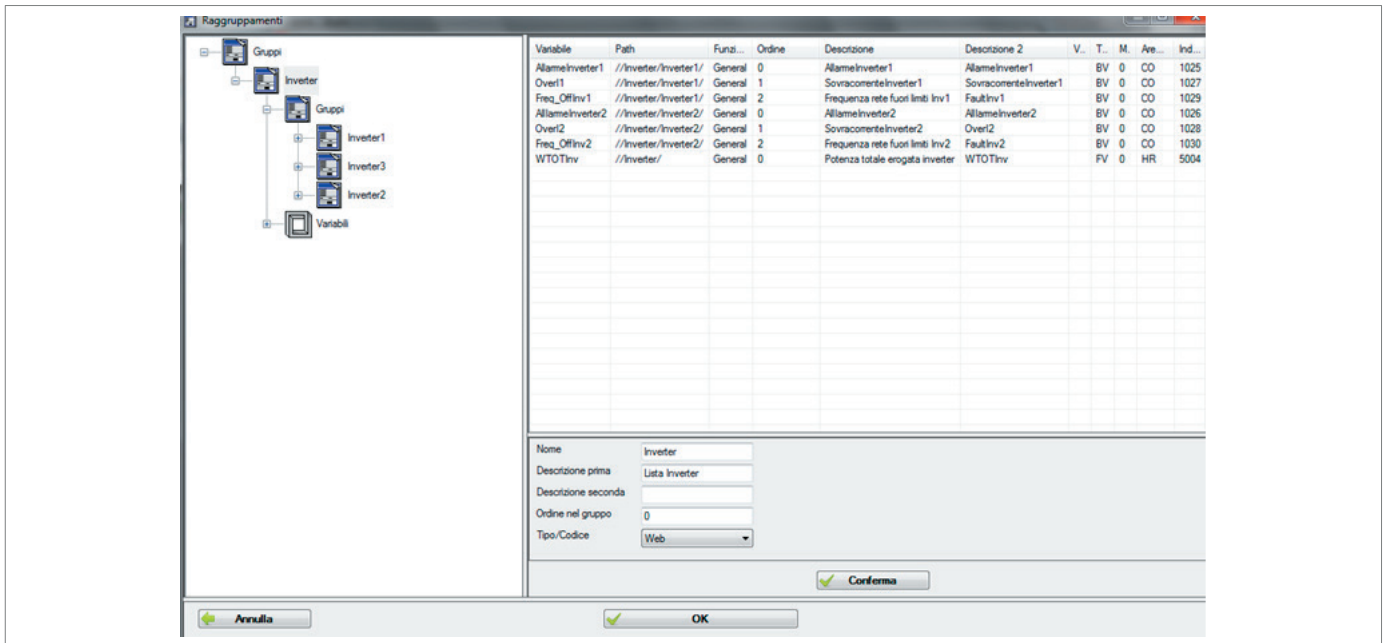 Raggruppamenti
Gruppi
Inverter
Gruppi
Inverter1
Inverter3
Inverter2
Variabili
Variabile Path Funzi... Ordine Descrizione Descrizione 2 V... T... M. Are... Ind...
AllarmeInverter1 //Inverter/Inverter1/ General 0 AllarmeInverter1 AllarmeInverter1 BV 0 CO 1025
OverI1 //Inverter/Inverter1/ General 1 SovracorrenteInverter1 SovracorrenteInverter1 BV 0 CO 1027
Freq_OffInv1 //Inverter/Inverter1/ General 2 Frequenza rete fuori limiti Inv1 FaultInv1 BV 0 CO 1029
AlllarmeInverter2 //Inverter/Inverter2/ General 0 AlllarmeInverter2 AlllarmeInverter2 BV 0 CO 1026
OverI2 //Inverter/Inverter2/ General 1 SovracorrenteInverter2 OverI2 BV 0 CO 1028
Freq_OffInv2 //Inverter/Inverter2/ General 2 Frequenza rete fuori limiti Inv2 FaultInv2 BV 0 CO 1030
WTOTInv //Inverter/ General 0 Potenza totale erogata inverter WTOTInv FV 0 HR 5004
Nome Inverter
Descrizione prima Lista Inverter
Descrizione seconda
Ordine nel gruppo 0
Tipo/Codice Web
Conferma
Annulla OK